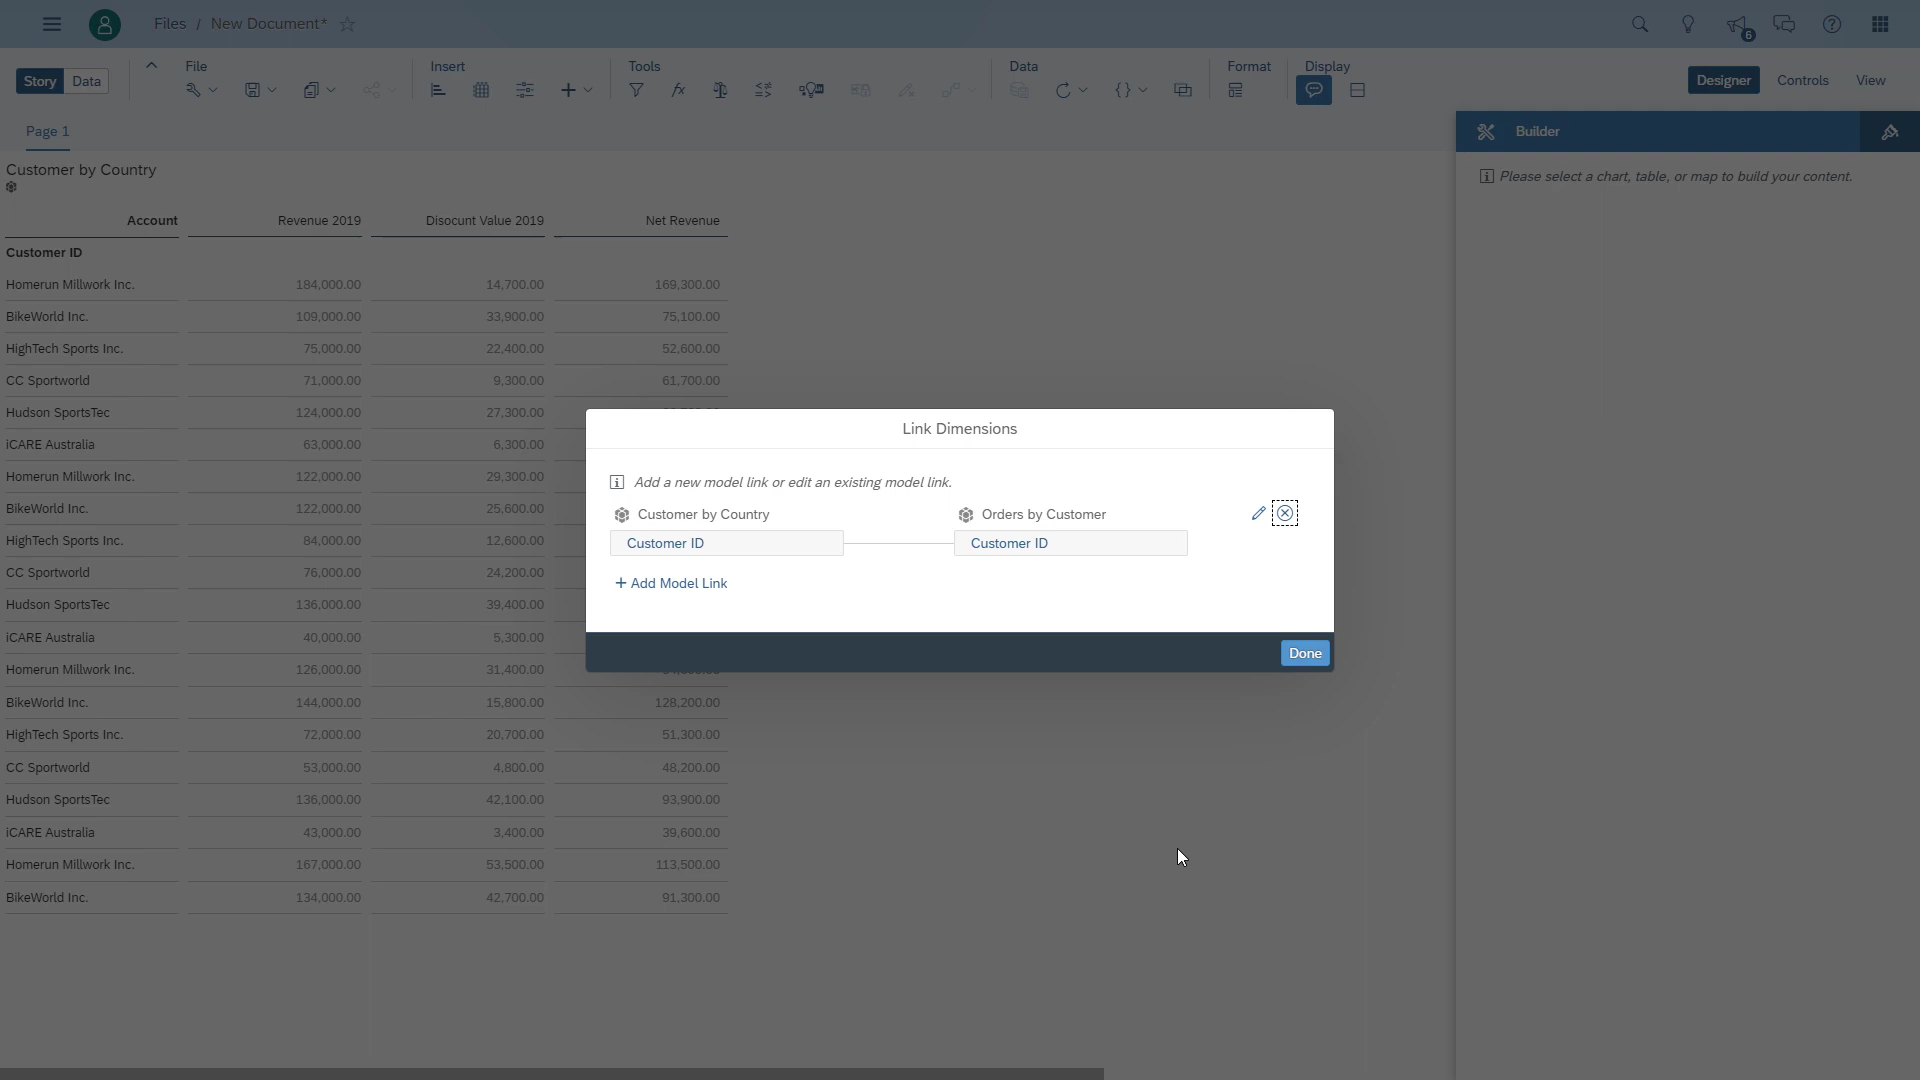 Files / New Document*
6
Story Data
File
Insert
Tools
Data
Format
Display
Designer Controls View
Page 1
Builder
Please select a chart, table, or map to build your content.
Customer by Country
Account Revenue 2019 Disocunt Value 2019 Net Revenue
Customer ID
Homerun Millwork Inc. 184,000.00 14,700.00 169,300.00
BikeWorld Inc. 109,000.00 33,900.00 75,100.00
HighTech Sports Inc. 75,000.00 22,400.00 52,600.00
CC Sportworld 71,000.00 9,300.00 61,700.00
Hudson SportsTec 124,000.00 27,300.00
iCARE Australia 63,000.00 6,300.00
Homerun Millwork Inc. 122,000.00 29,300.00
BikeWorld Inc. 122,000.00 25,600.00
HighTech Sports Inc. 84,000.00 12,600.00
CC Sportworld 76,000.00 24,200.00
Hudson SportsTec 136,000.00 39,400.00
iCARE Australia 40,000.00 5,300.00
Homerun Millwork Inc. 126,000.00 31,400.00
BikeWorld Inc. 144,000.00 15,800.00 128,200.00
HighTech Sports Inc. 72,000.00 20,700.00 51,300.00
CC Sportworld 53,000.00 4,800.00 48,200.00
Hudson SportsTec 136,000.00 42,100.00 93,900.00
iCARE Australia 43,000.00 3,400.00 39,600.00
Homerun Millwork Inc. 167,000.00 53,500.00 113,500.00
BikeWorld Inc. 134,000.00 42,700.00 91,300.00
Link Dimensions
Add a new model link or edit an existing model link.
Customer by Country Orders by Customer
Customer ID Customer ID
+ Add Model Link
Done